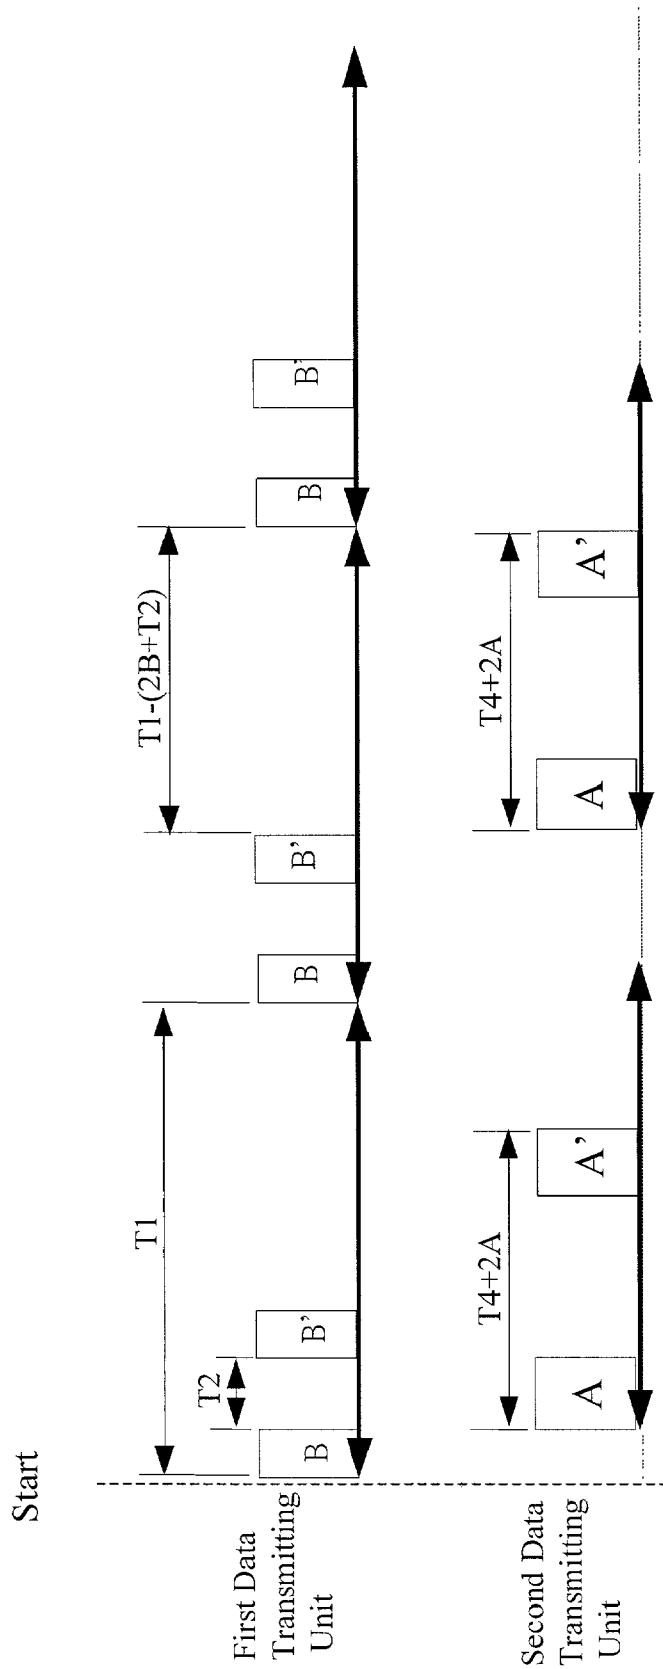 Start
T1
T1-(2B+T2)
T2
First Data
Transmitting
Unit
B
B'
B
B'
B
B'
T4+2A
T4+2A
Second Data
Transmitting
Unit
A
A'
A
A'